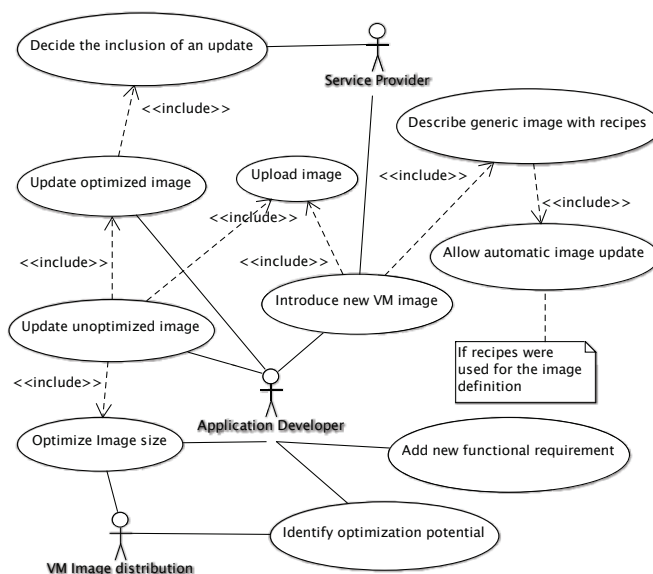 Decide the inclusion of an update
Service Provider
<<include>>
Describe generic image with recipes
Update optimized image
Upload image
<<include>>
<<include>>
<<include>>
Allow automatic image update
<<include>>
<<include>>
Update unoptimized image
Introduce new VM image
If recipes were
used for the image
definition
<<include>>
Application Developer
Optimize Image size
Add new functional requirement
Identify optimization potential
VM Image distribution